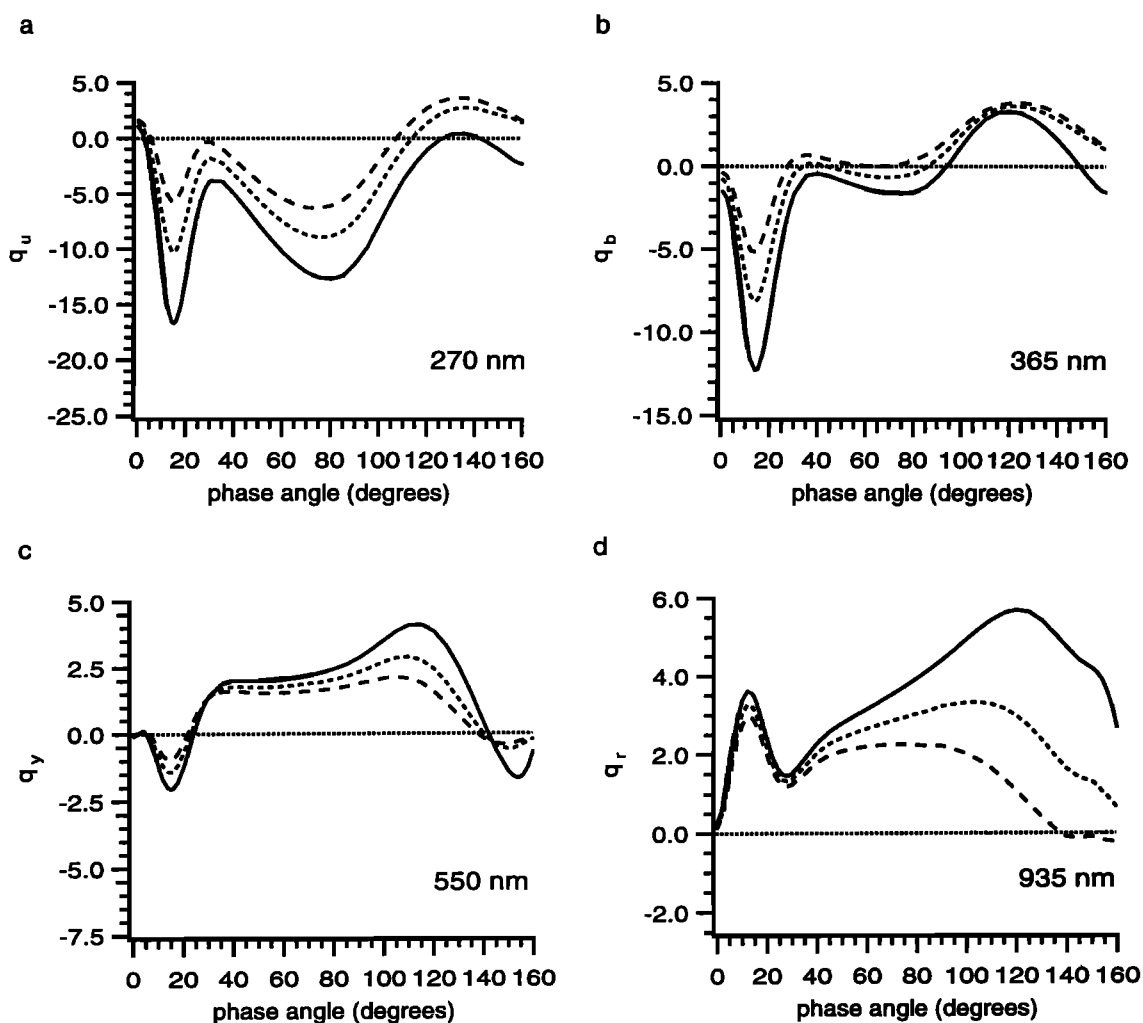 a
5.0
0.0
-5.0
-10.0
-15.0
-20.0
-25.0
q_u
270 nm
0 20 40 60 80 100 120 140 160
phase angle (degrees)
b
5.0
0.0
-5.0
-10.0
-15.0
q_b
365 nm
0 20 40 60 80 100 120 140 160
phase angle (degrees)
c
5.0
2.5
0.0
-2.5
-5.0
-7.5
q_y
550 nm
0 20 40 60 80 100 120 140 160
phase angle (degrees)
d
6.0
4.0
2.0
0.0
-2.0
q_r
935 nm
0 20 40 60 80 100 120 140 160
phase angle (degrees)